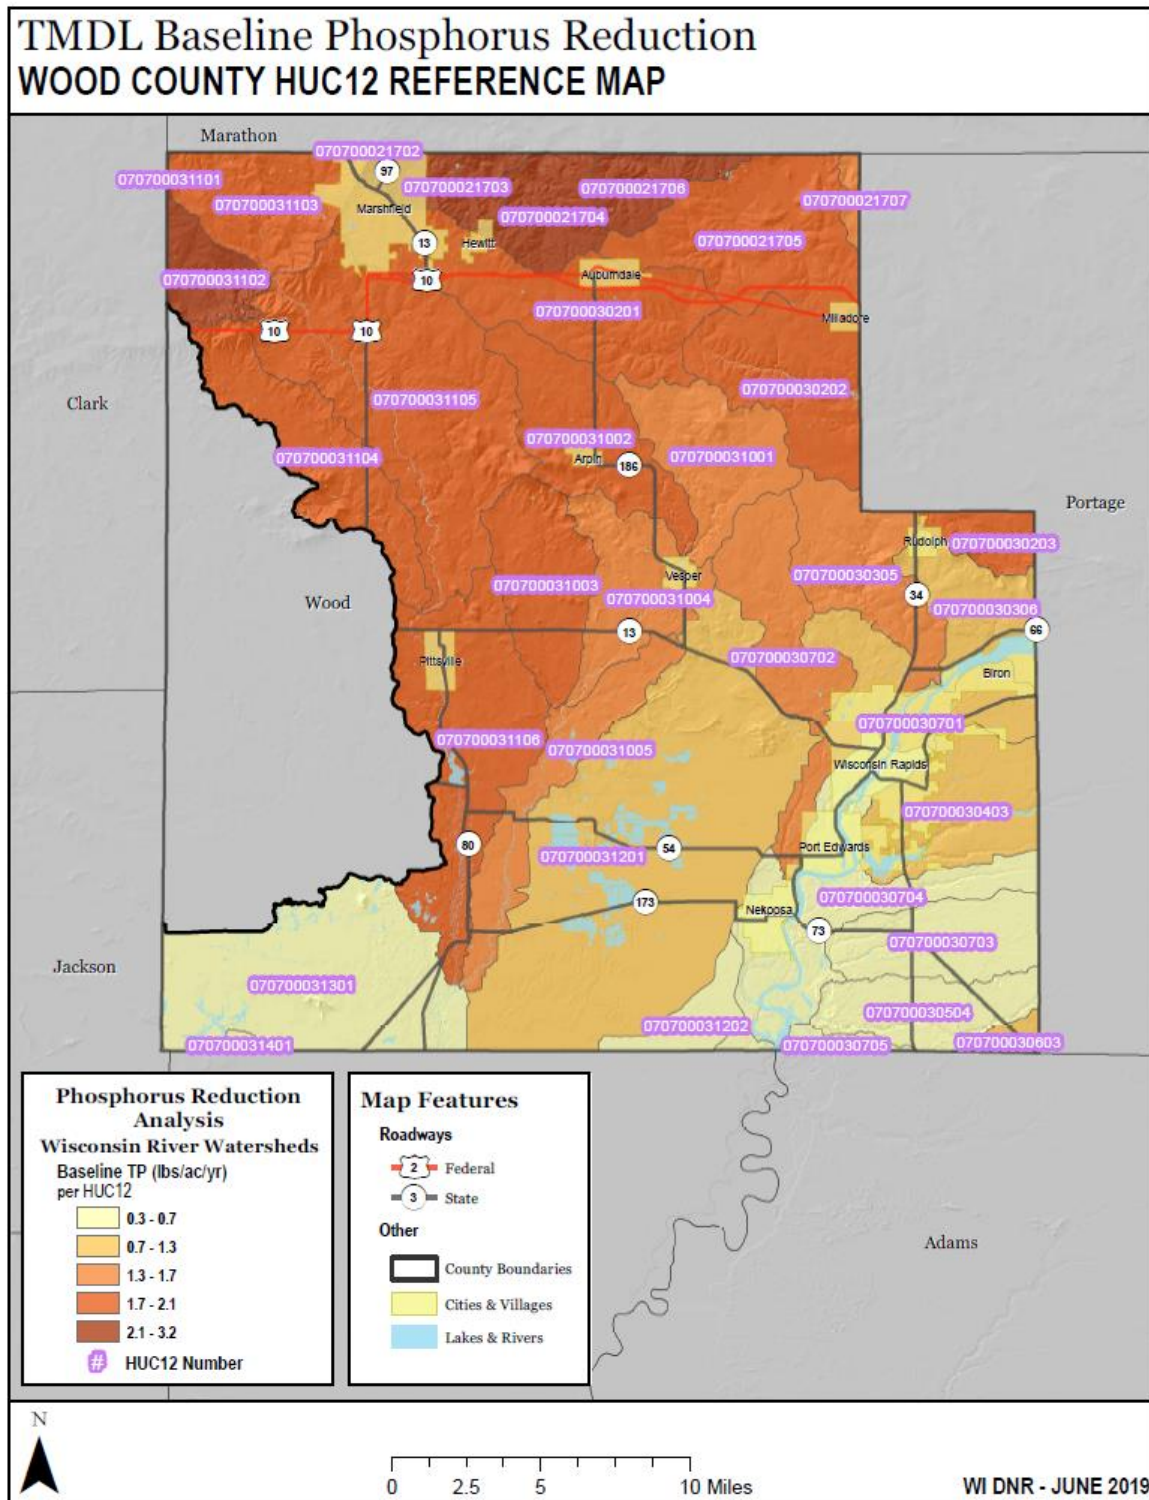 TMDL Baseline Phosphorus Reduction
WOOD COUNTY HUC12 REFERENCE MAP
Marathon
070700021702
97
070700031101
070700021703
070700021706
070700031103
070700021707
Marshfield
070700021704
13
Hewitt
070700021705
070700031102
10
Auburndale
070700030201
Milladore
10
10
070700030202
Clark
070700031105
070700031002
070700031104
Arpin
186
070700031001
Portage
Rudolph
070700030203
Vesper
070700030305
070700031003
34
Wood
070700031004
070700030306
13
66
Pittsville
070700030702
Biron
070700030701
070700031106
070700031005
Wisconsin Rapids
070700030403
80
54
Port Edwards
070700031201
173
070700030704
Nekoosa
73
070700030703
Jackson
070700031301
070700030504
070700031202
070700031401
070700030705
070700030603
Phosphorus Reduction
Analysis
Wisconsin River Watersheds
Baseline TP (lbs/ac/yr)
per HUC12
0.3 - 0.7
0.7 - 1.3
1.3 - 1.7
1.7 - 2.1
2.1 - 3.2
# HUC12 Number
Map Features
Roadways
2 Federal
3 State
Other
County Boundaries
Cities & Villages
Lakes & Rivers
Adams
N
0 2.5 5 10 Miles
WI DNR - JUNE 2019